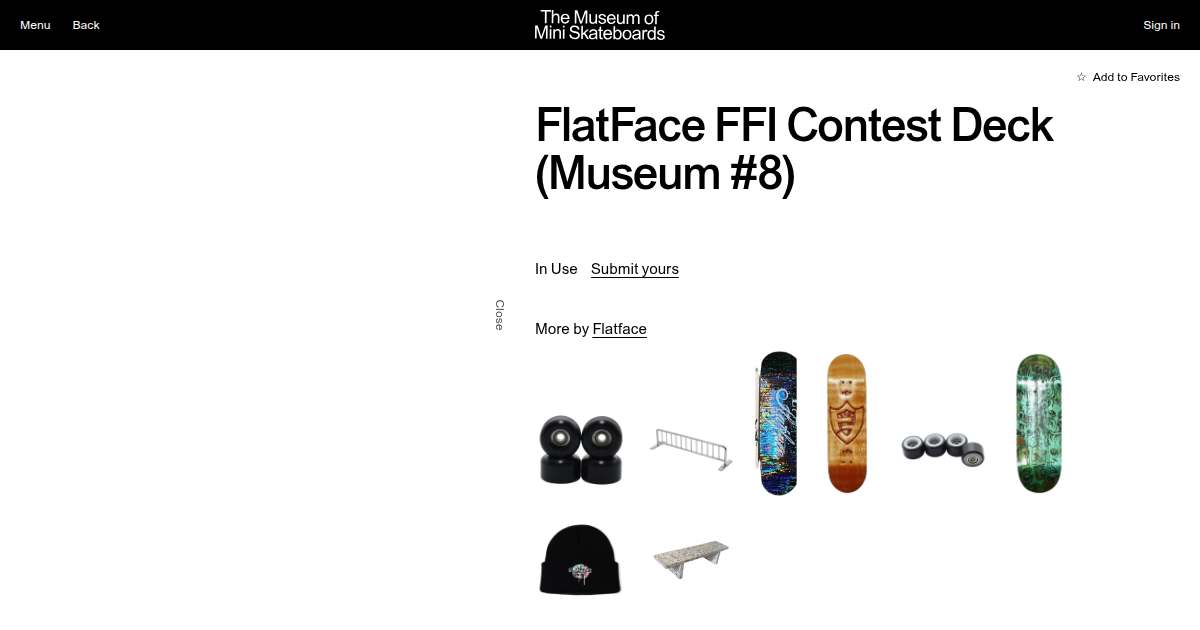 Menu
Back
The Museum of
Mini Skateboards
Sign in
☆ Add to Favorites
FlatFace FFI Contest Deck
(Museum #8)
In Use
Submit yours
Close
More by Flatface